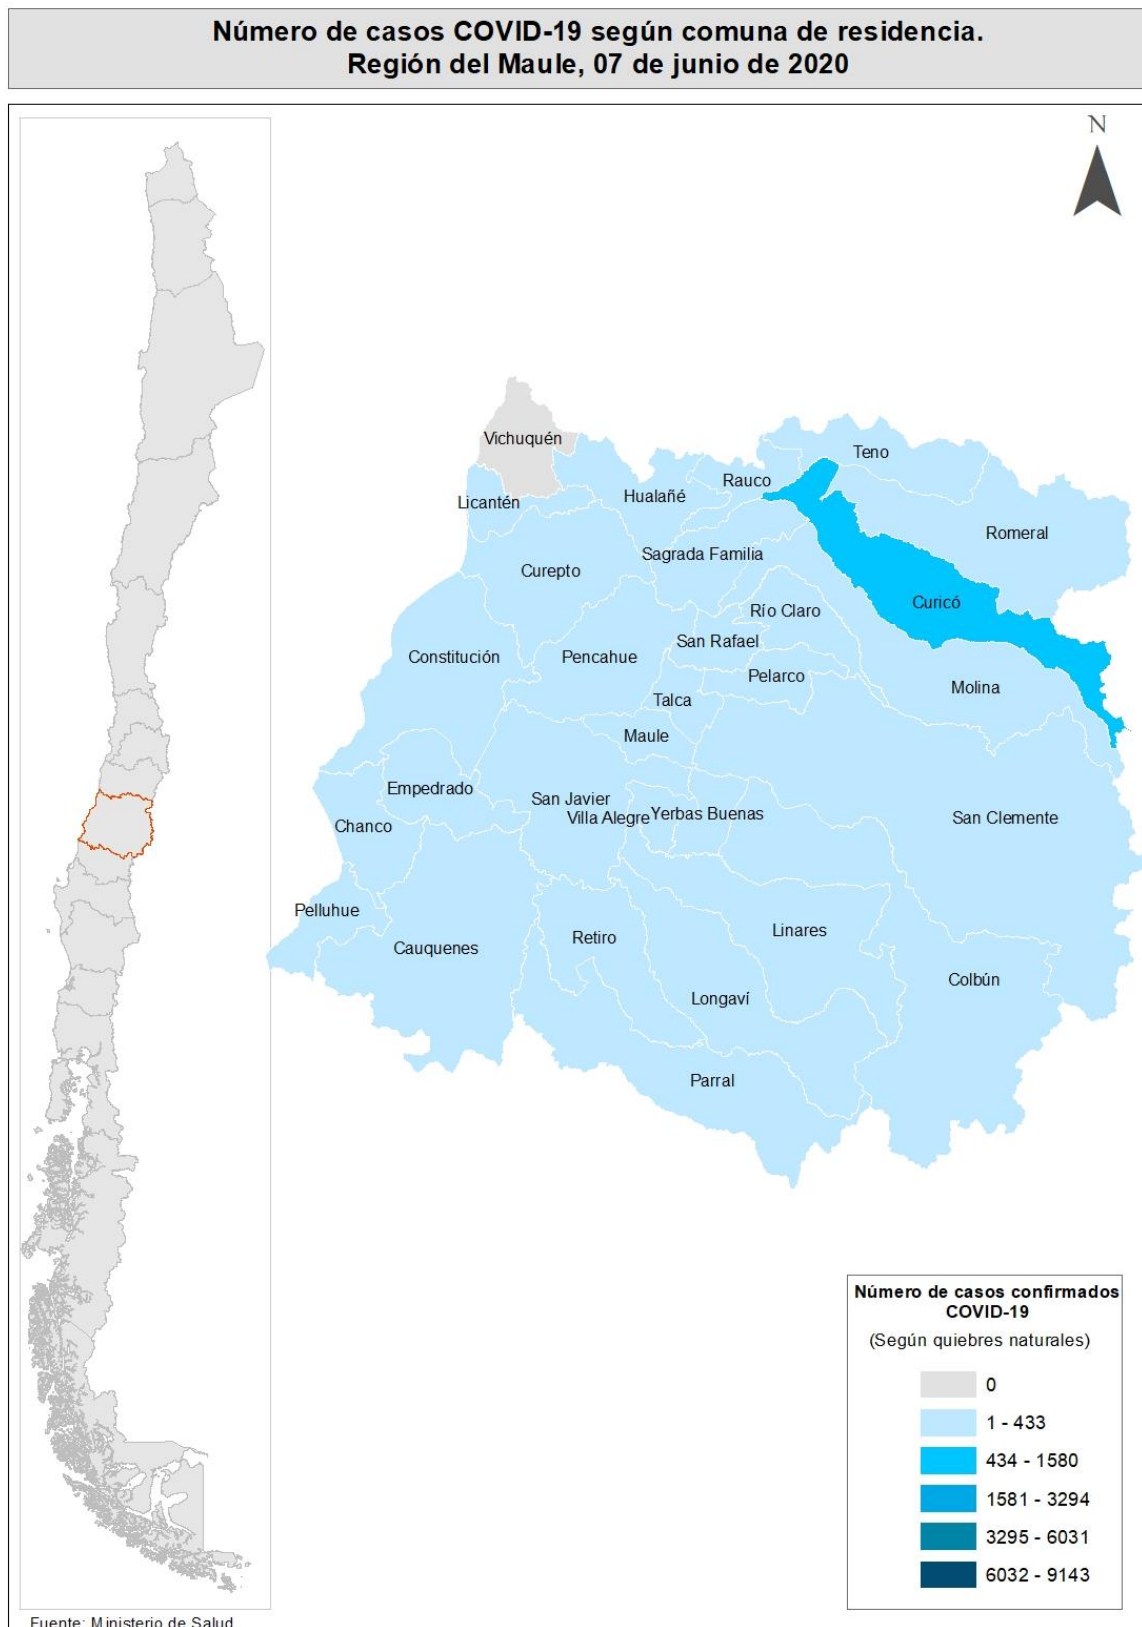 Número de casos COVID-19 según comuna de residencia.
Región del Maule, 07 de junio de 2020
N
Vichuquén
Teno
Rauco
Hualañé
Licantén
Romeral
Sagrada Familia
Curepto
Curicó
Río Claro
San Rafael
Constitución
Pencahue
Pelarco
Molina
Talca
Maule
Empedrado
San Javier
Villa Alegre
Yerbas Buenas
San Clemente
Chanco
Pelluhue
Linares
Retiro
Cauquenes
Colbún
Longaví
Parral
Número de casos confirmados
COVID-19
(Según quiebres naturales)
0
1 - 433
434 - 1580
1581 - 3294
3295 - 6031
6032 - 9143
Fuente: Ministerio de Salud